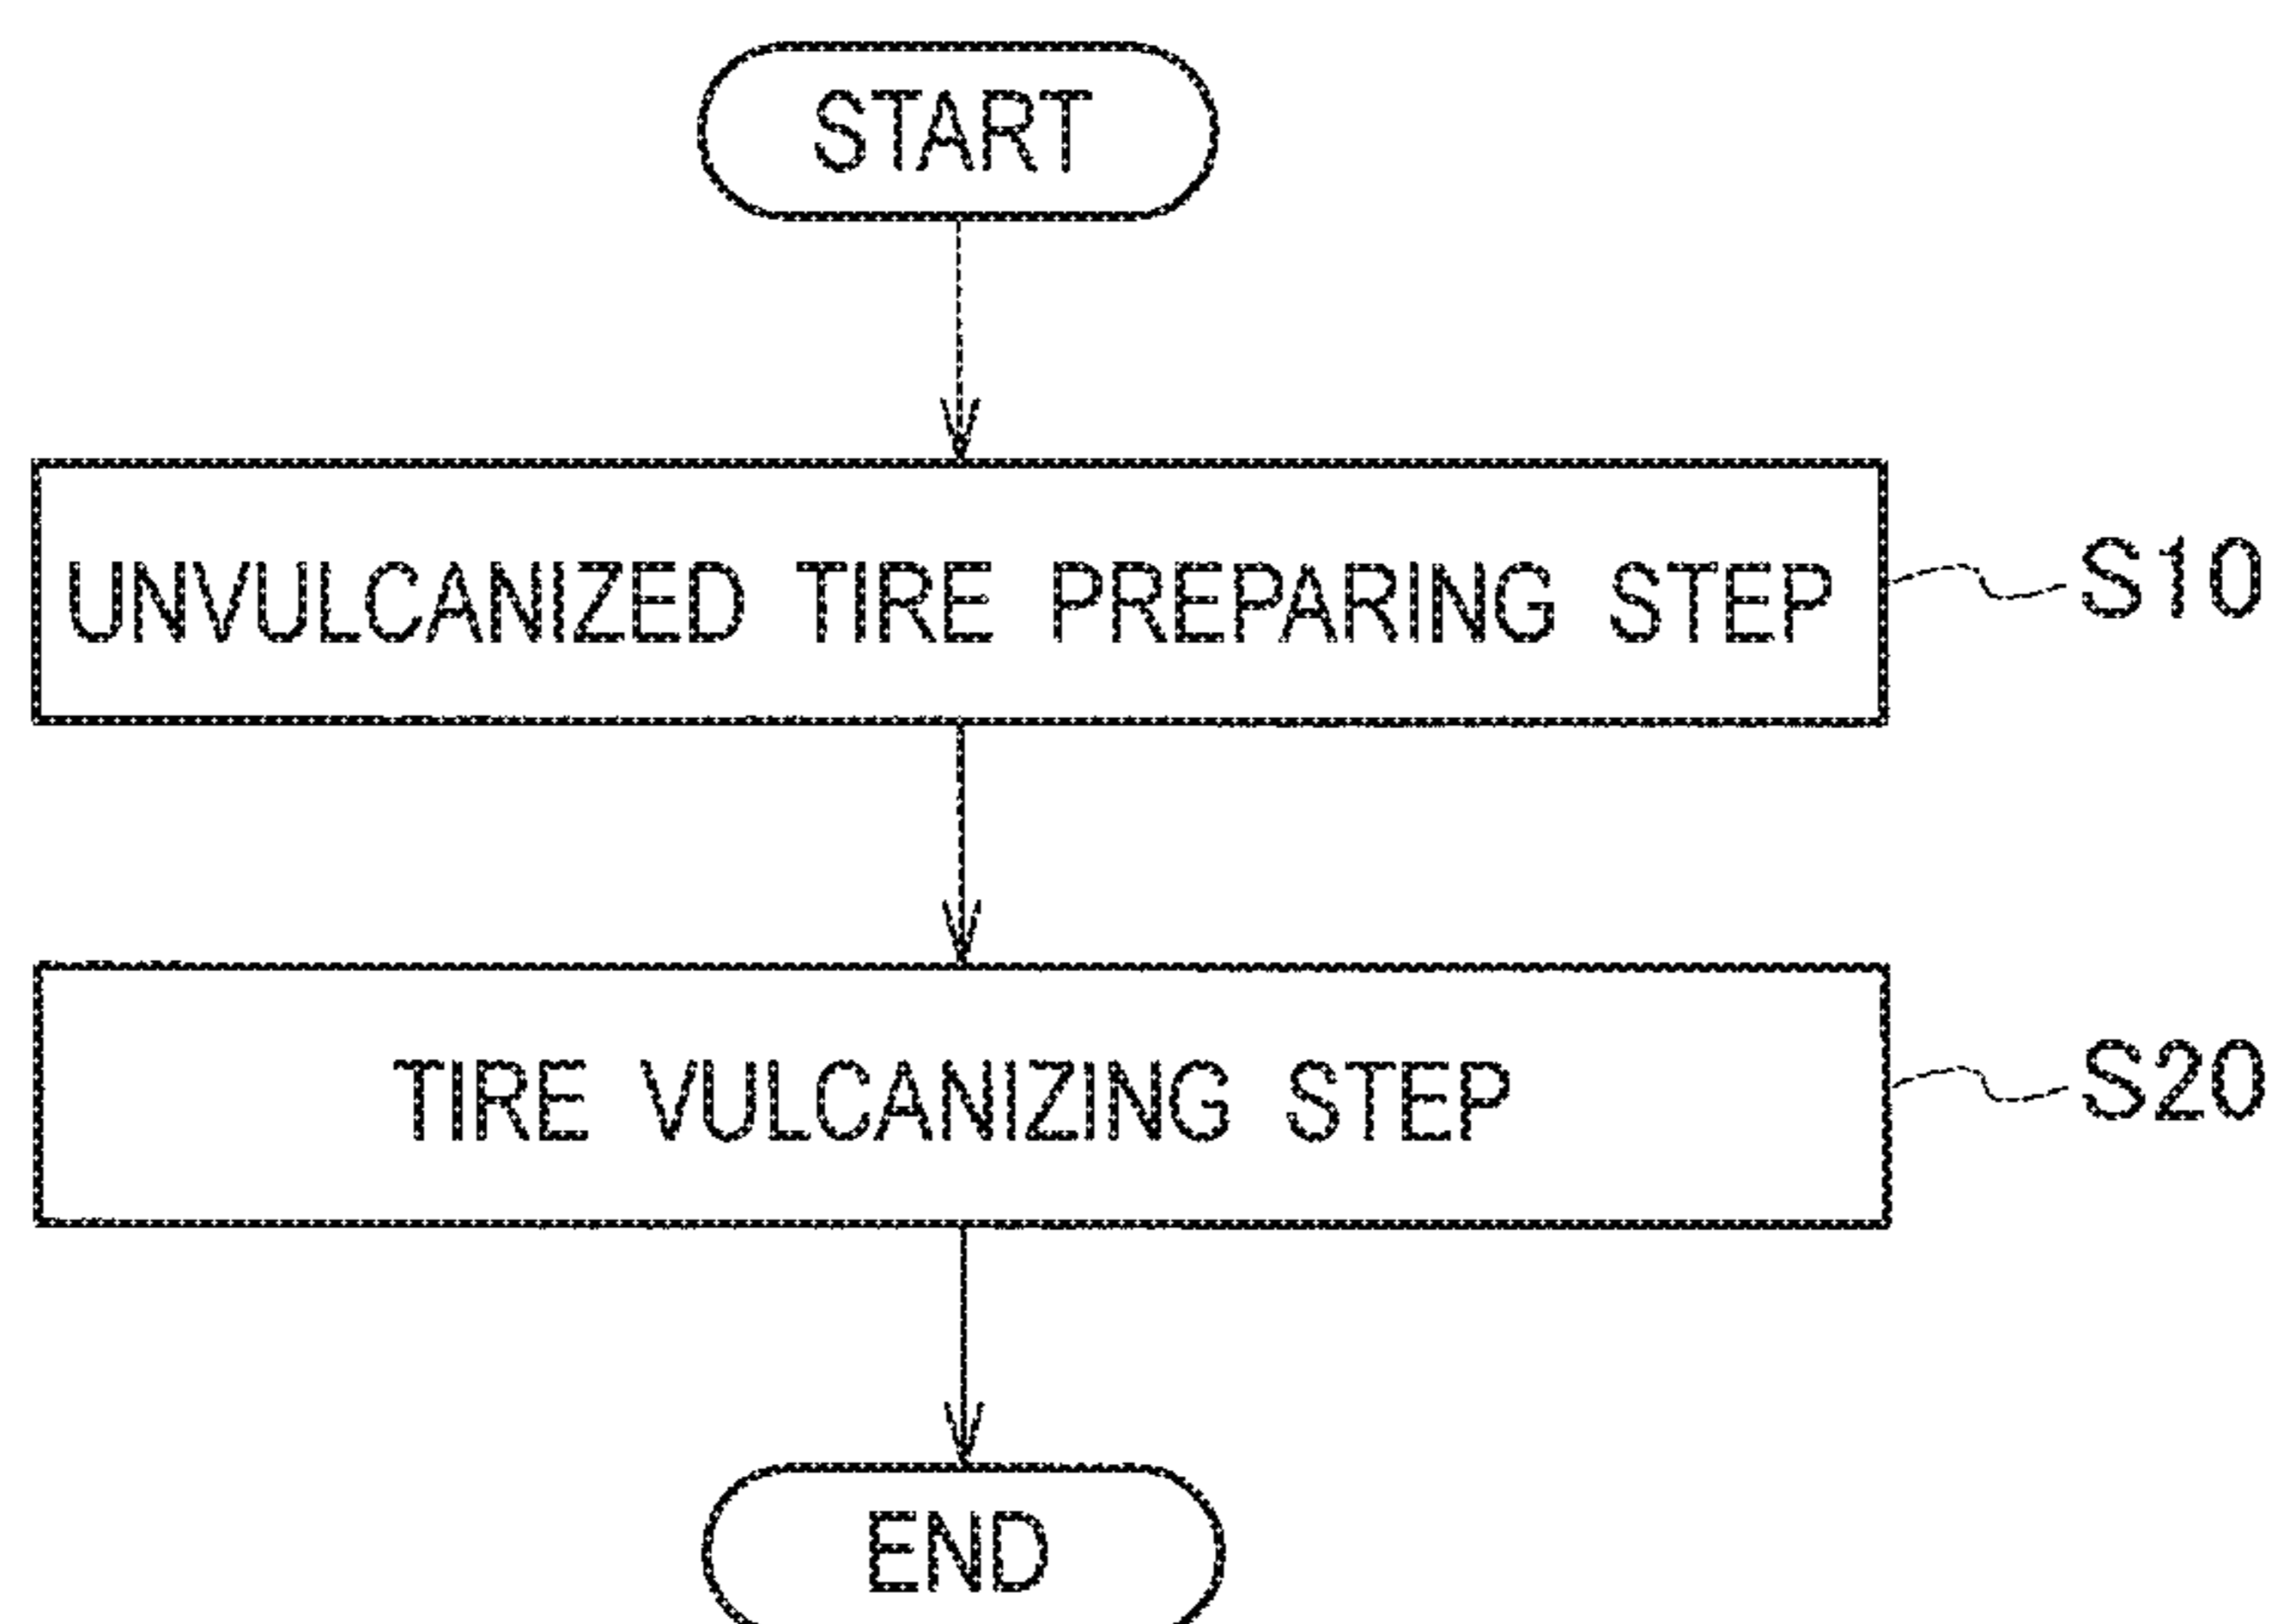 START
UNVULCANIZED TIRE PREPARING STEP
S10
TIRE VULCANIZING STEP
S20
END